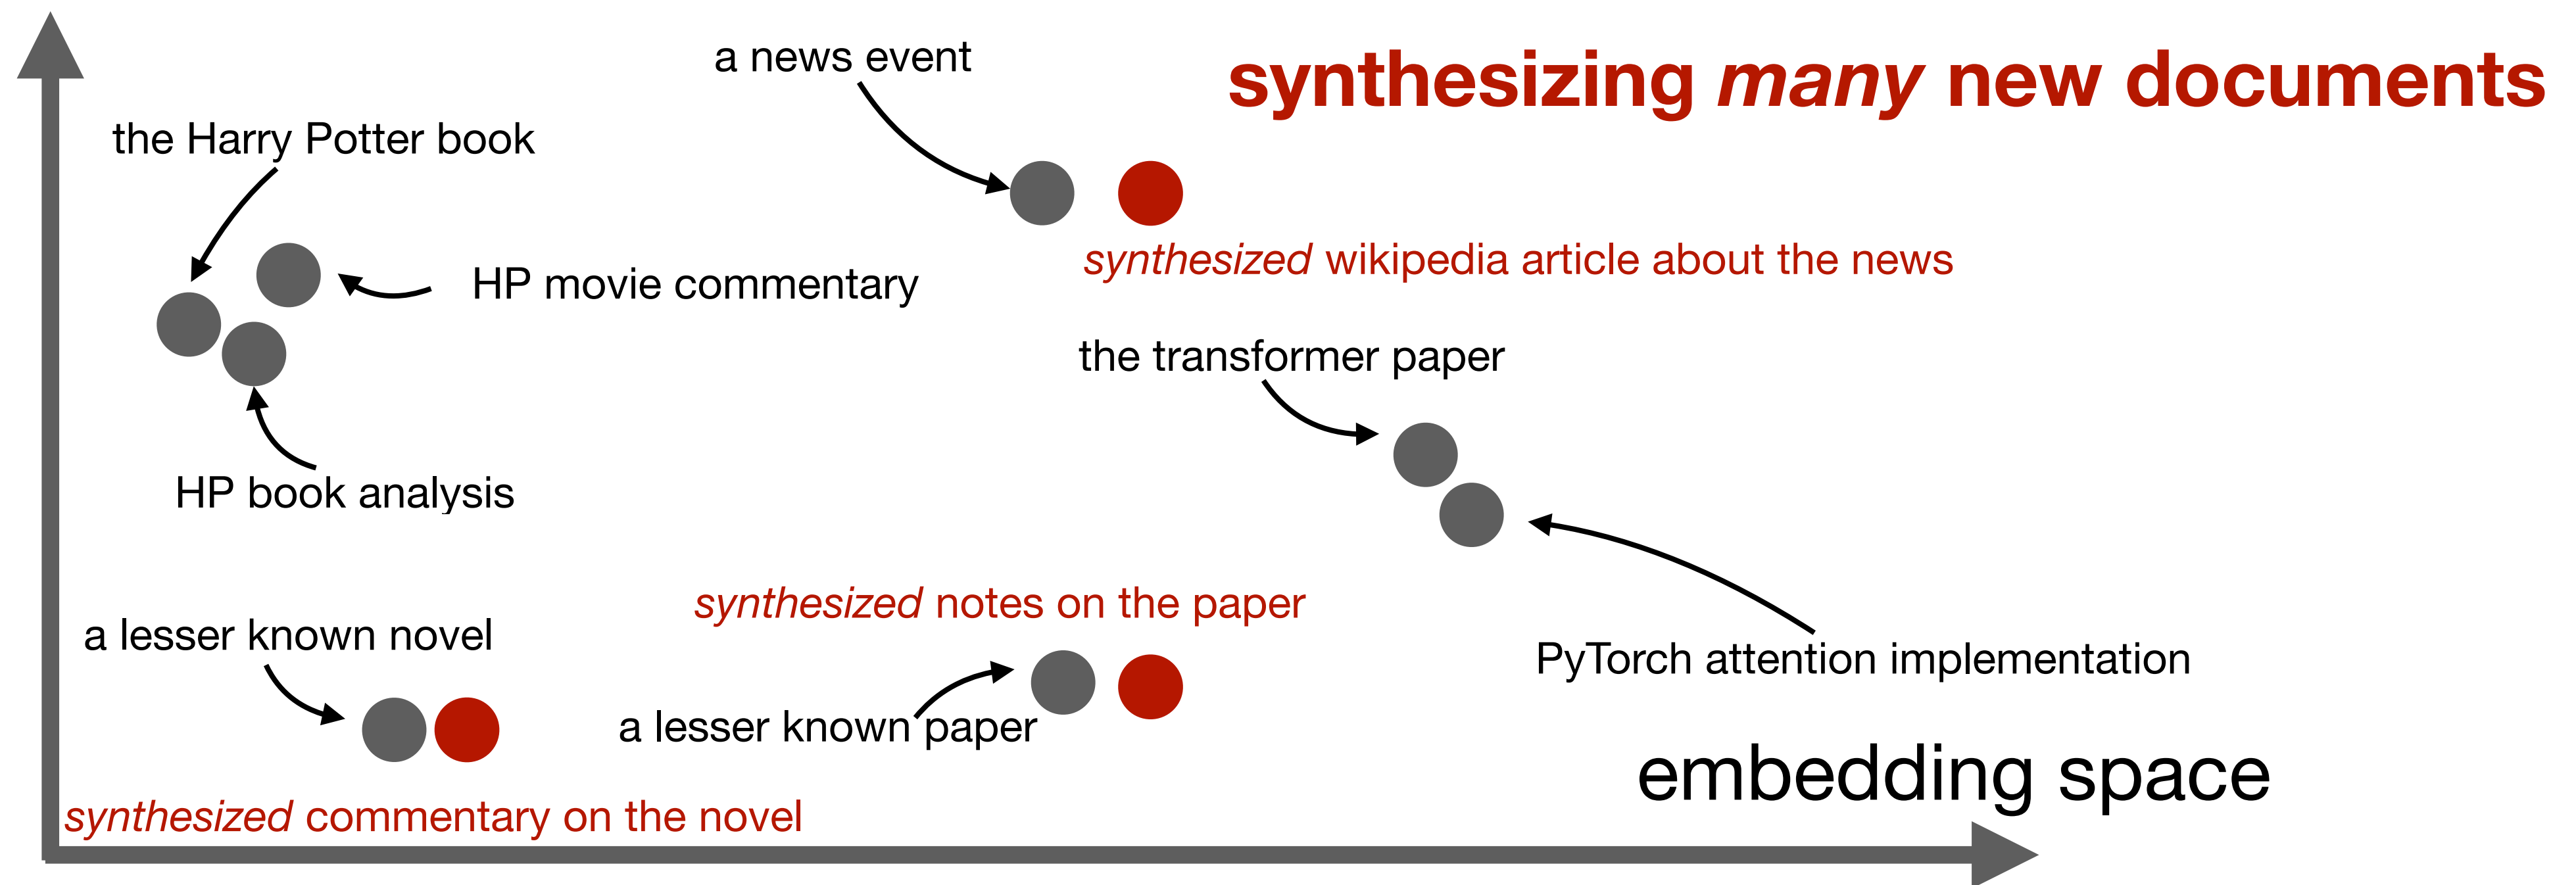 a news event
synthesizing many new documents
the Harry Potter book
HP movie commentary
synthesized wikipedia article about the news
the transformer paper
HP book analysis
synthesized notes on the paper
a lesser known novel
PyTorch attention implementation
a lesser known paper
embedding space
synthesized commentary on the novel